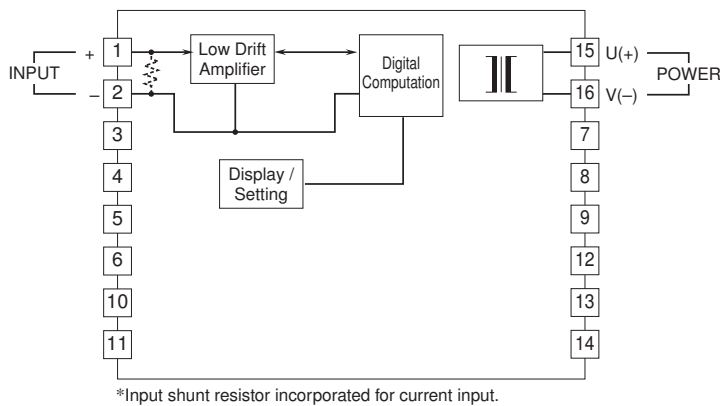 INPUT
+
–
1
2
3
4
5
6
10
11
Low Drift
Amplifier
Digital
Computation
Display /
Setting
15
16
7
8
9
12
13
14
U(+)
V(–)
POWER
*Input shunt resistor incorporated for current input.